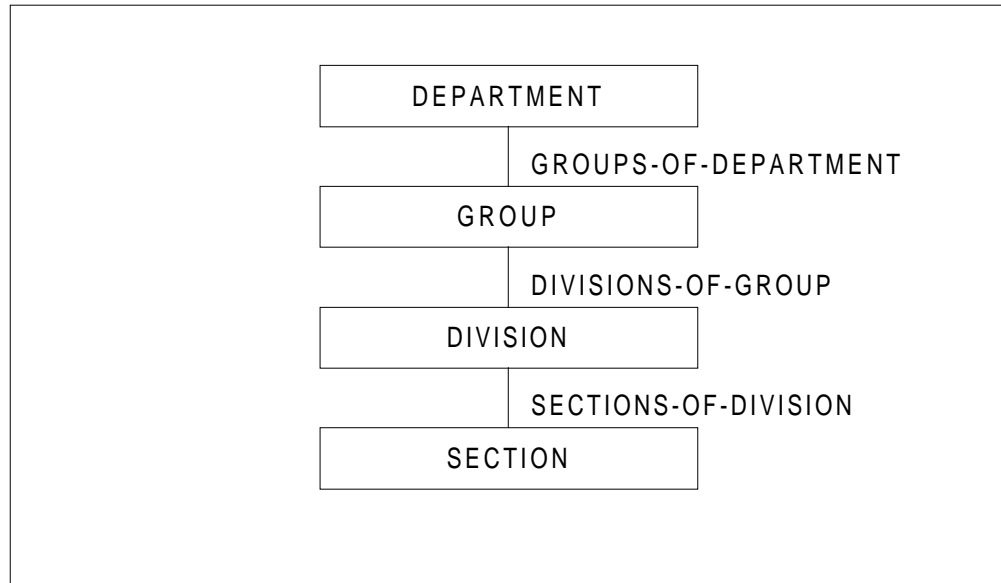 DEPARTMENT
GROUPS-OF-DEPARTMENT
GROUP
DIVISIONS-OF-GROUP
DIVISION
SECTIONS-OF-DIVISION
SECTION